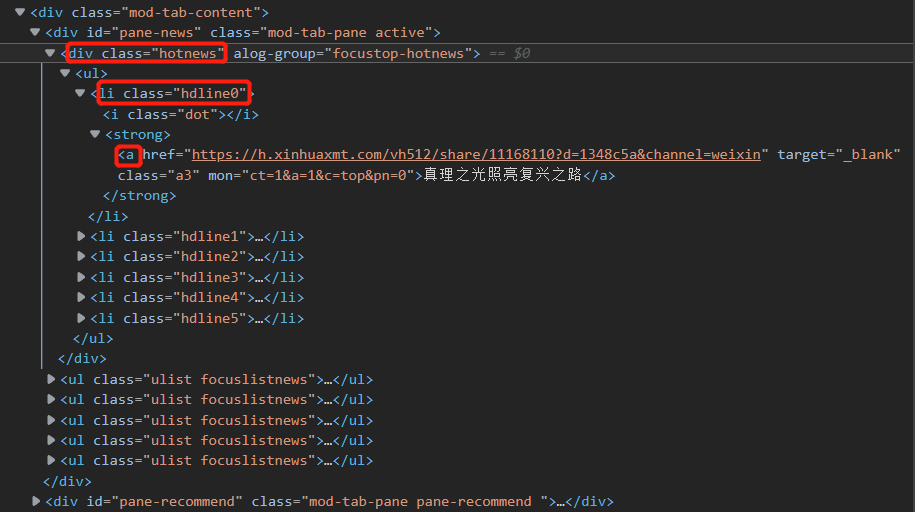 ▼<div class="mod-tab-content">
▼<div id="pane-news" class="mod-tab-pane active">
▼<div class="hotnews" alog-group="focustop-hotnews"> == $0
▼<ul>
▼<li class="hdline0">
<i class="dot"></i>
▼<strong>
<a href="https://h.xinhuaxmt.com/vh512/share/11168110?d=1348c5a&channel=weixin" target="_blank"
class="a3" mon="ct=1&a=1&c=top&pn=0">真理之光照亮复兴之路</a>
</strong>
</li>
▶<li class="hdline1">…</li>
▶<li class="hdline2">…</li>
▶<li class="hdline3">…</li>
▶<li class="hdline4">…</li>
▶<li class="hdline5">…</li>
</ul>
</div>
▶<ul class="ulist focuslistnews">…</ul>
▶<ul class="ulist focuslistnews">…</ul>
▶<ul class="ulist focuslistnews">…</ul>
▶<ul class="ulist focuslistnews">…</ul>
▶<ul class="ulist focuslistnews">…</ul>
</div>
▶<div id="pane-recommend" class="mod-tab-pane pane-recommend ">…</div>